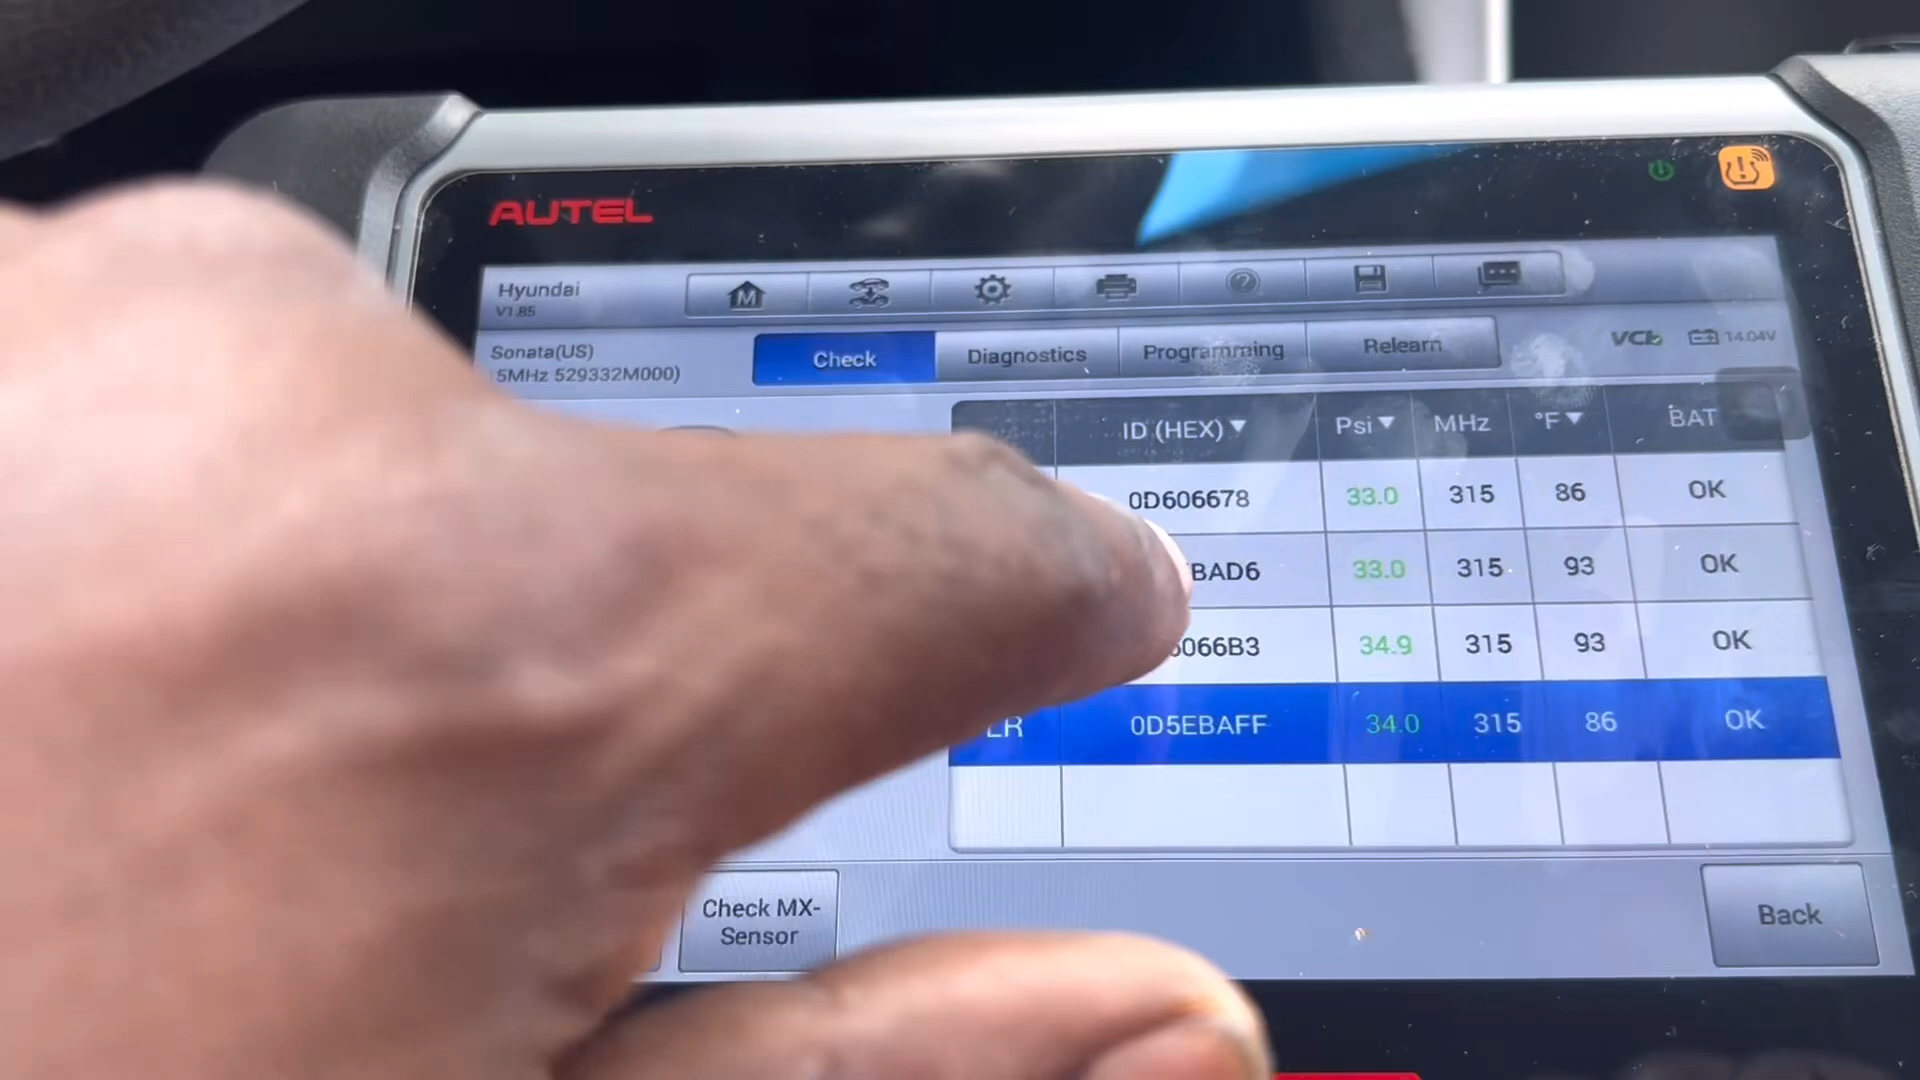 AUTEL
Hyundai
V1.85
M
Sonata(US)
5MHz 529332M000)
Check Diagnostics Programming Relearn
VCI 14.04V
ID (HEX) Psi MHz °F BAT
0D606678 33.0 315 86 OK
BAD6 33.0 315 93 OK
066B3 34.9 315 93 OK
LR 0D5EBAFF 34.0 315 86 OK
Check MX-
Sensor
Back